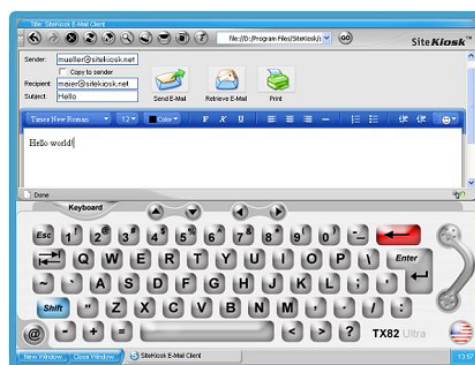 Title: SiteKiosk E-Mail Client
file://D:/Program Files/SiteKiosk/s
GO
SiteKiosk
Sender:
mueller@sitekiosk.net
Copy to sender
Recipient:
maier@sitekiosk.net
Subject:
Hello
Send E-Mail
Retrieve E-Mail
Print
Times New Roman
12
Color
F K U
Hello world!
Done
Keyboard
Esc 1 ! 2 @ 3 # 4 $ 5 % 6 ^ 7 & 8 * 9 ( 0 ) - _
Q W E R T Y U I O P \ Enter
~ ` A S D F G H J K L ; '
Shift " Z X C V B N M , . / :
@ - + = < > ? TX82 Ultra
New Window
Close Window
SiteKiosk E-Mail Client
13:57